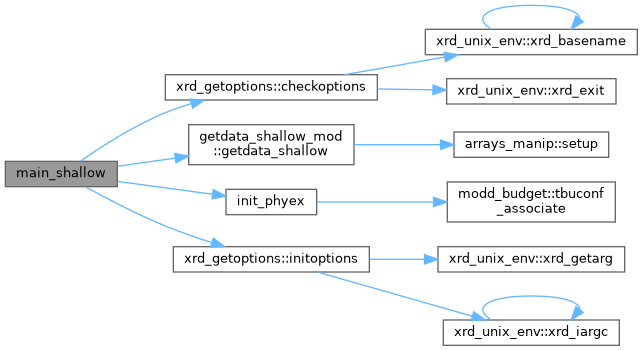 main_shallow
xrd_getoptions::checkoptions
getdata_shallow_mod
::getdata_shallow
init_phyex
xrd_getoptions::initoptions
xrd_unix_env::xrd_basename
xrd_unix_env::xrd_exit
arrays_manip::setup
modd_budget::tbuconf
_associate
xrd_unix_env::xrd_getarg
xrd_unix_env::xrd_iargc